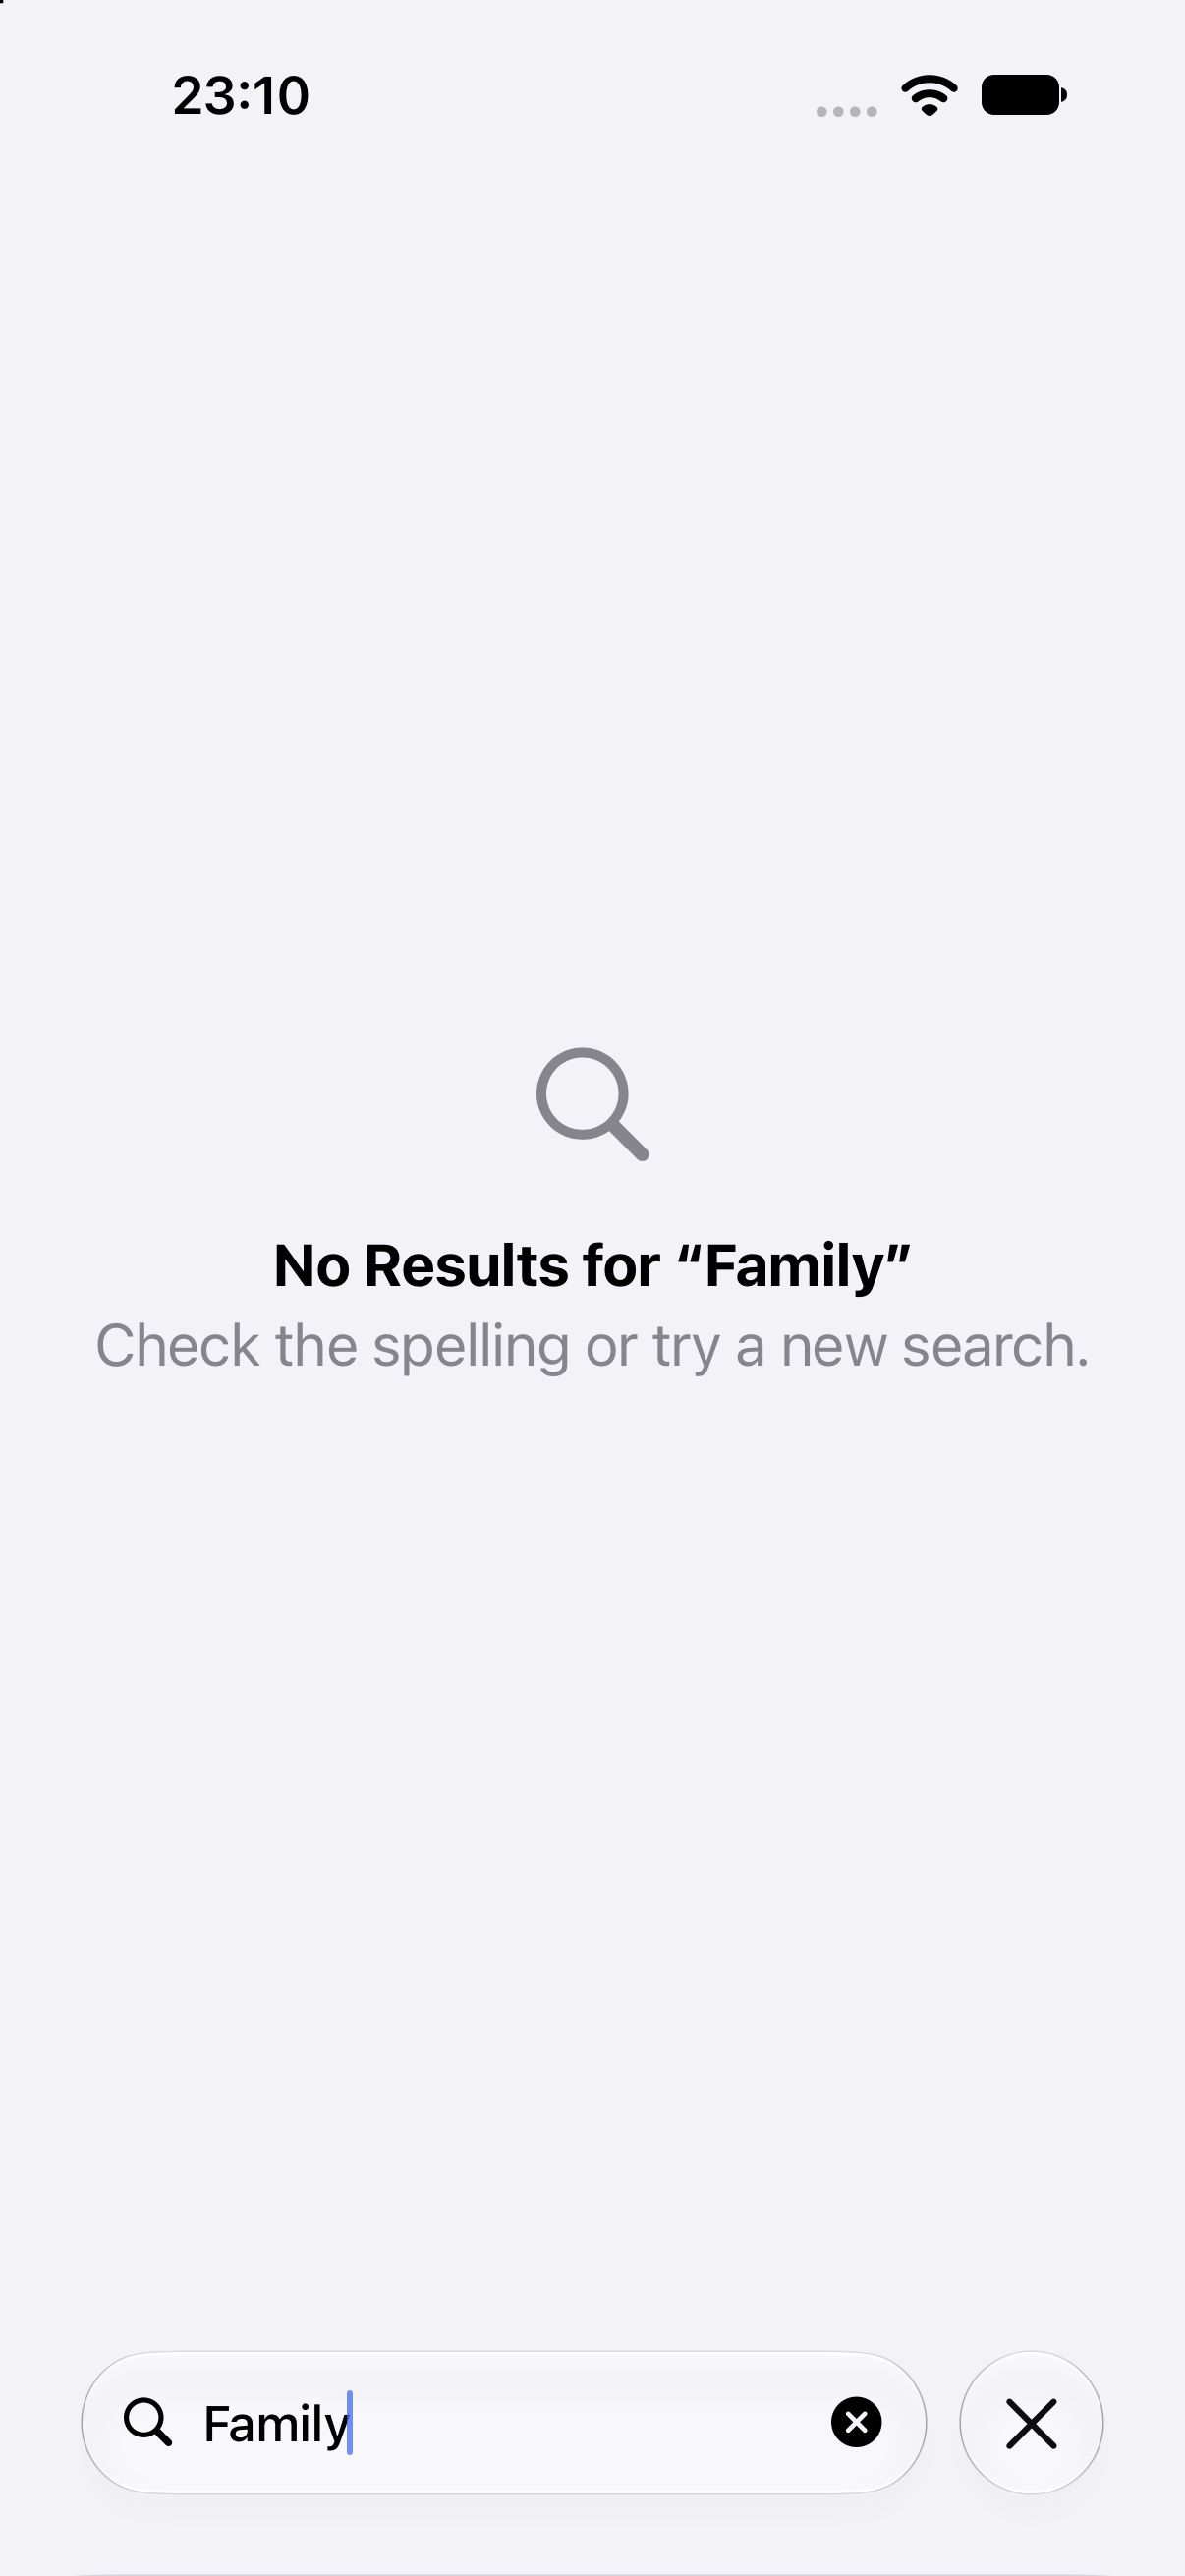 23:10
No Results for “Family”
Check the spelling or try a new search.
Family